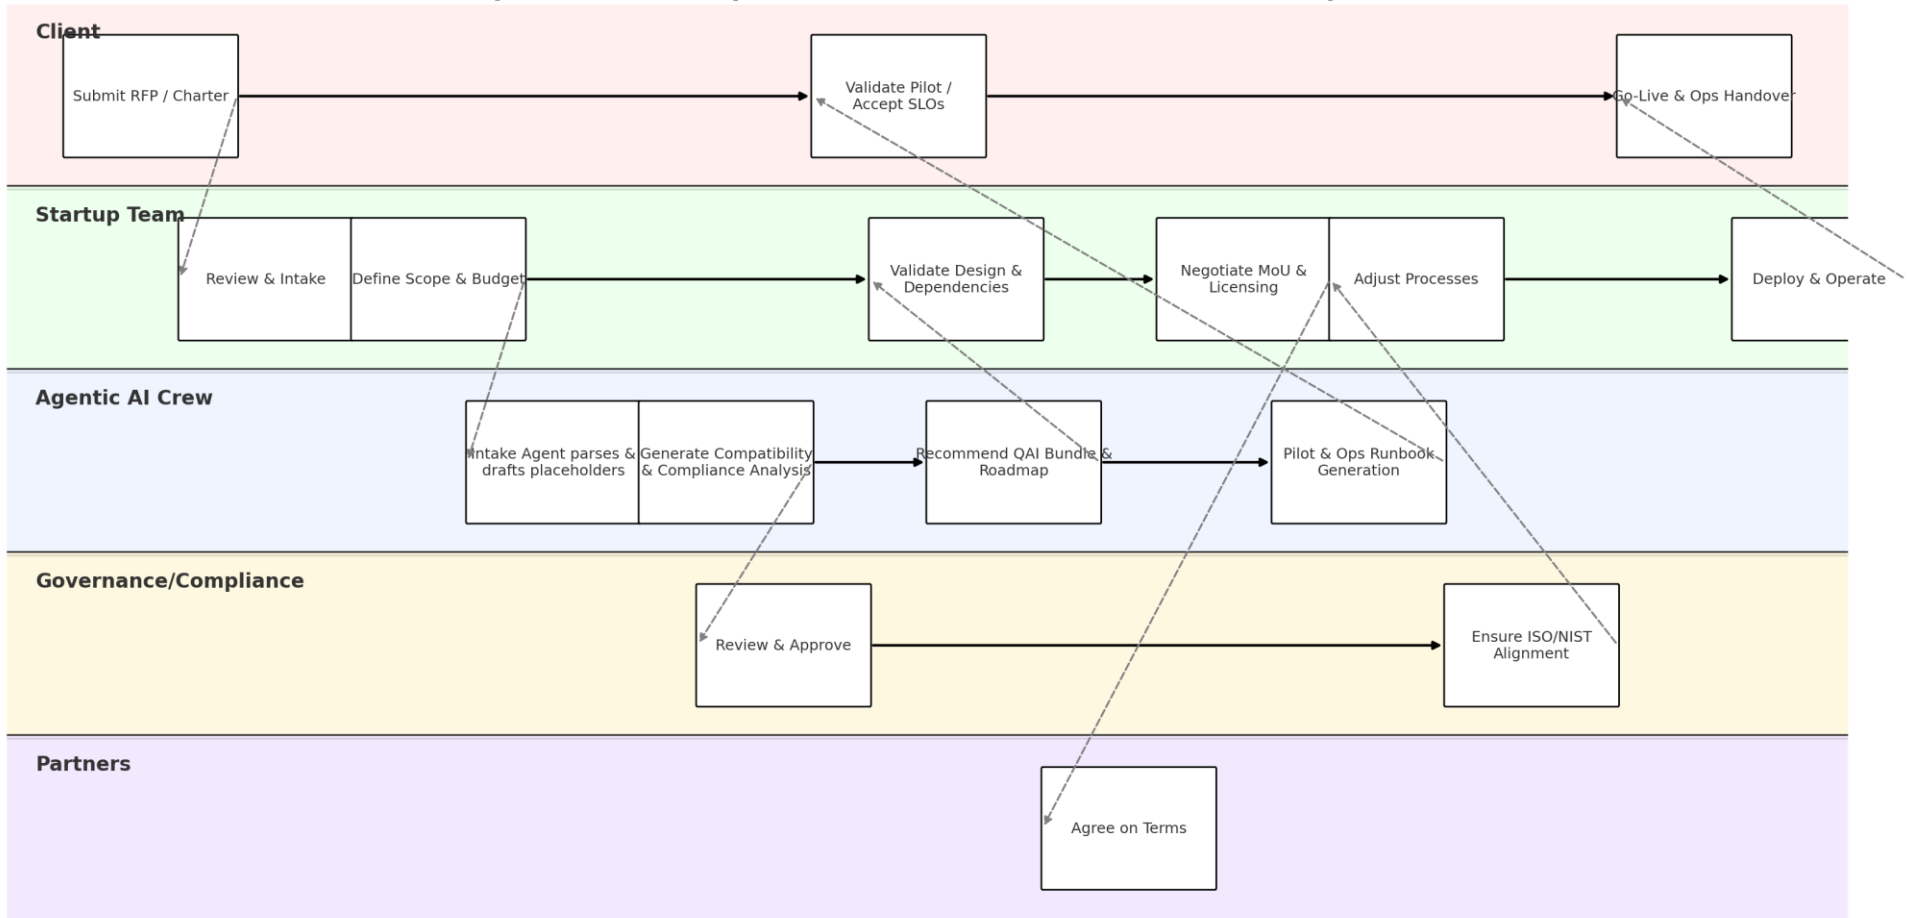 Client
Submit RFP / Charter
Validate Pilot /
Accept SLOs
Go-Live & Ops Handover
Startup Team
Review & Intake
Define Scope & Budget
Validate Design &
Dependencies
Negotiate MoU &
Licensing
Adjust Processes
Deploy & Operate
Agentic AI Crew
Intake Agent parses &
drafts placeholders
Generate Compatibility
& Compliance Analysis
Recommend QAI Bundle &
Roadmap
Pilot & Ops Runbook
Generation
Governance/Compliance
Review & Approve
Ensure ISO/NIST
Alignment
Partners
Agree on Terms